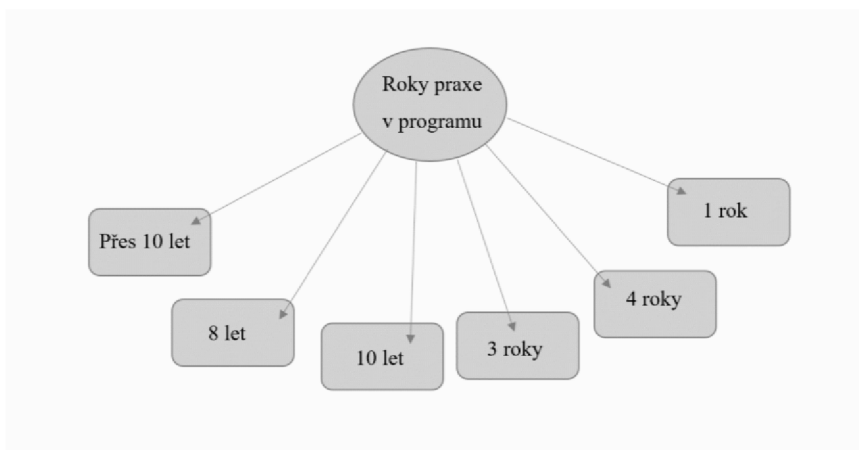 Roky praxe
v programu
Přes 10 let
8 let
10 let
3 roky
4 roky
1 rok